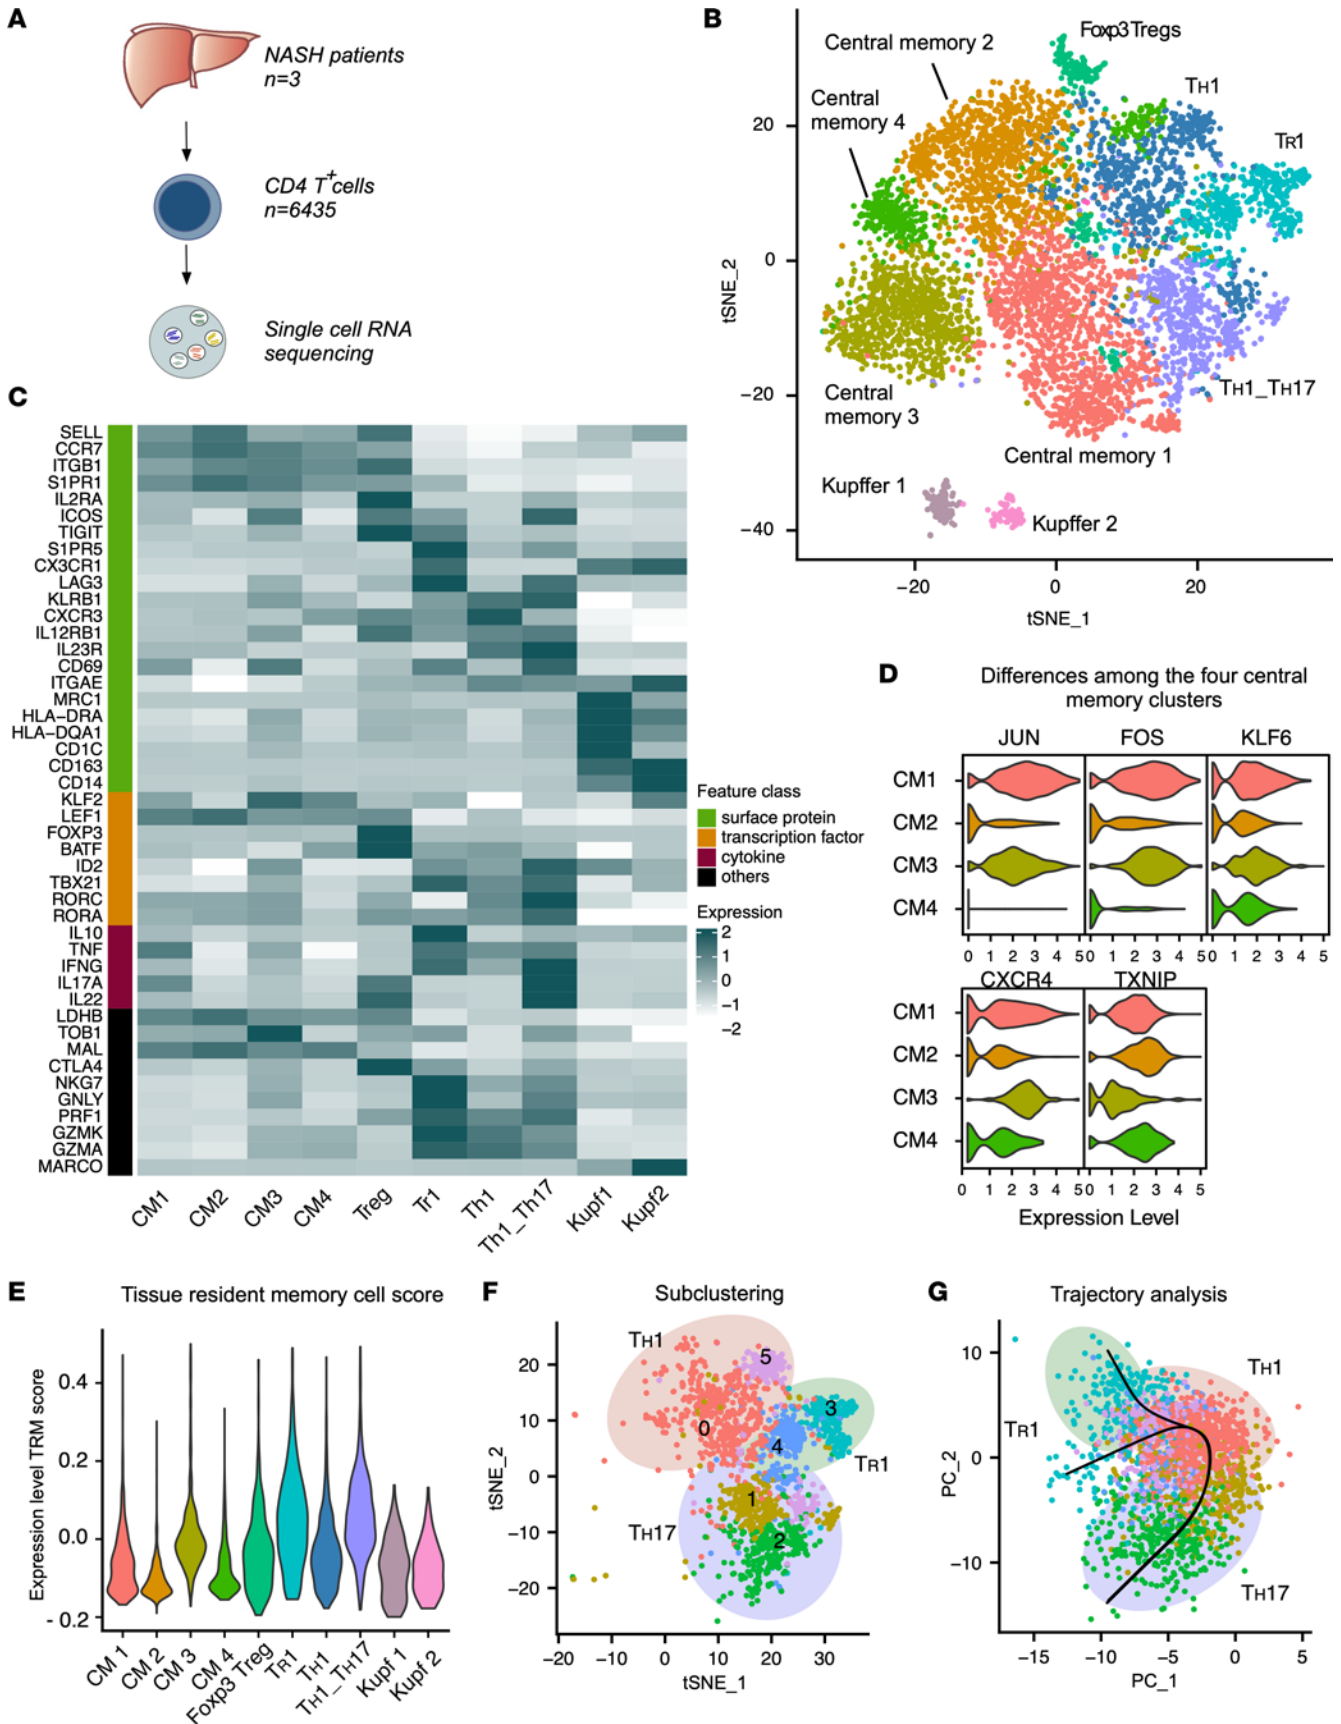 A
NASH patients
n=3
CD4 T+cells
n=6435
Single cell RNA
sequencing
B
Foxp3Tregs
Central memory 2
TH1
Central
memory 4
TR1
20
0
−20
−40
tSNE_2
Central
memory 3
TH1_TH17
Central memory 1
Kupffer 1
Kupffer 2
−20
0
20
tSNE_1
C
SELL
CCR7
ITGB1
S1PR1
IL2RA
ICOS
TIGIT
S1PR5
CX3CR1
LAG3
KLRB1
CXCR3
IL12RB1
IL23R
CD69
ITGAE
MRC1
HLA−DRA
HLA−DQA1
CD1C
CD163
CD14
KLF2
LEF1
FOXP3
BATF
ID2
TBX21
RORC
RORA
IL10
TNF
IFNG
IL17A
IL22
LDHB
TOB1
MAL
CTLA4
NKG7
GNLY
PRF1
GZMK
GZMA
MARCO
CM1
CM2
CM3
CM4
Treg
Tr1
Th1
Th1_Th17
Kupf1
Kupf2
Feature class
surface protein
transcription factor
cytokine
others
Expression
2
1
0
−1
−2
D
Differences among the four central
memory clusters
JUN
FOS
KLF6
CM1
CM2
CM3
CM4
0 1 2 3 4 5 0 1 2 3 4 5 0 1 2 3 4 5
CXCR4
TXNIP
CM1
CM2
CM3
CM4
0 1 2 3 4 5 0 1 2 3 4 5
Expression Level
E
Tissue resident memory cell score
Expression level TRM score
0.4
0.2
0.0
- 0.2
CM 1
CM 2
CM 3
CM 4
Foxp3 Treg
TR1
TH1
TH1_TH17
Kupf 1
Kupf 2
F
Subclustering
TH1
5
0
3
4
TR1
1
TH17
2
20
10
0
−10
−20
tSNE_2
−20
−10
0
10
20
30
tSNE_1
G
Trajectory analysis
TH1
TR1
TH17
10
0
−10
PC_2
−15
−10
−5
0
5
PC_1